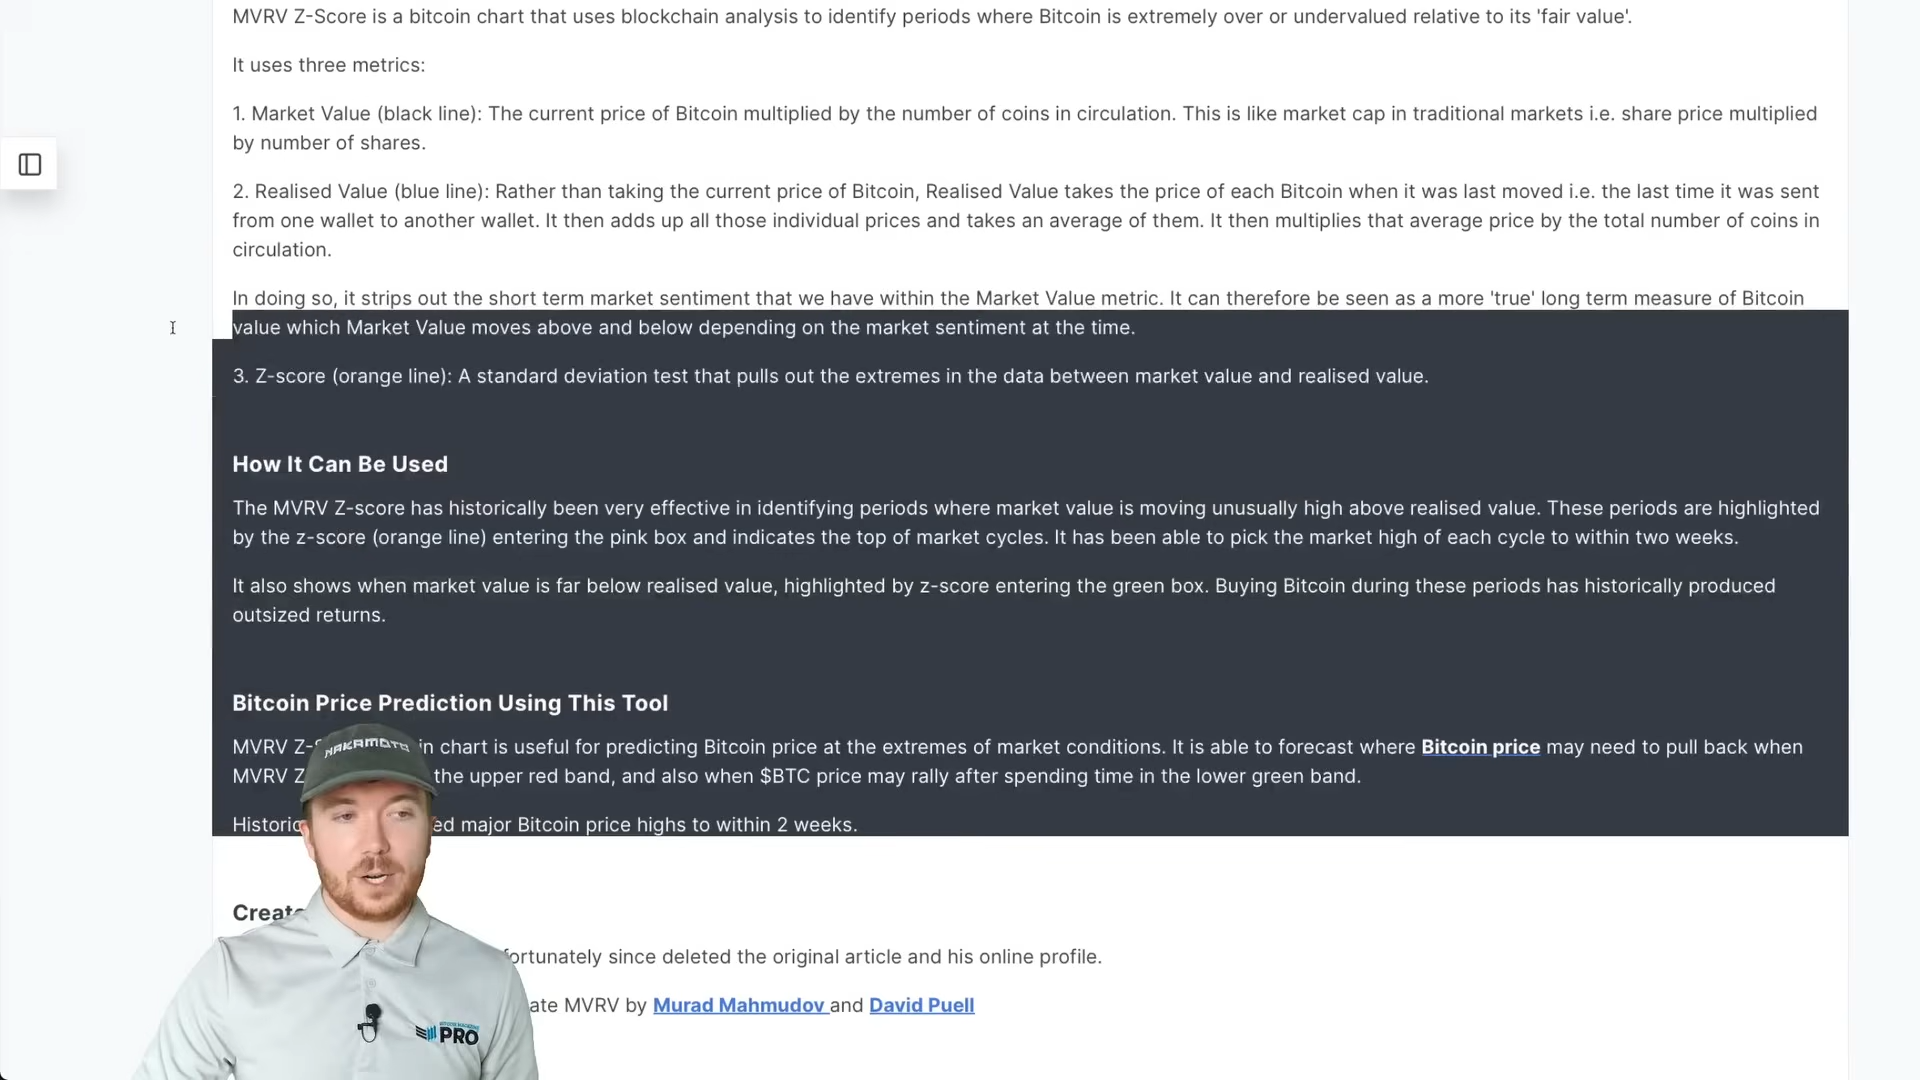 MVRV Z-Score is a bitcoin chart that uses blockchain analysis to identify periods where Bitcoin is extremely over or undervalued relative to its 'fair value'.
It uses three metrics:
1. Market Value (black line): The current price of Bitcoin multiplied by the number of coins in circulation. This is like market cap in traditional markets i.e. share price multiplied
by number of shares.
2. Realised Value (blue line): Rather than taking the current price of Bitcoin, Realised Value takes the price of each Bitcoin when it was last moved i.e. the last time it was sent
from one wallet to another wallet. It then adds up all those individual prices and takes an average of them. It then multiplies that average price by the total number of coins in
circulation.
In doing so, it strips out the short term market sentiment that we have within the Market Value metric. It can therefore be seen as a more 'true' long term measure of Bitcoin
value which Market Value moves above and below depending on the market sentiment at the time.
3. Z-score (orange line): A standard deviation test that pulls out the extremes in the data between market value and realised value.
How It Can Be Used
The MVRV Z-score has historically been very effective in identifying periods where market value is moving unusually high above realised value. These periods are highlighted
by the z-score (orange line) entering the pink box and indicates the top of market cycles. It has been able to pick the market high of each cycle to within two weeks.
It also shows when market value is far below realised value, highlighted by z-score entering the green box. Buying Bitcoin during these periods has historically produced
outsized returns.
Bitcoin Price Prediction Using This Tool
MVRV Z- in chart is useful for predicting Bitcoin price at the extremes of market conditions. It is able to forecast where Bitcoin price may need to pull back when
MVRV Z the upper red band, and also when $BTC price may rally after spending time in the lower green band.
Historic ed major Bitcoin price highs to within 2 weeks.
NAKAMOTO
Create
fortunately since deleted the original article and his online profile.
ate MVRV by Murad Mahmudov and David Puell
PRO